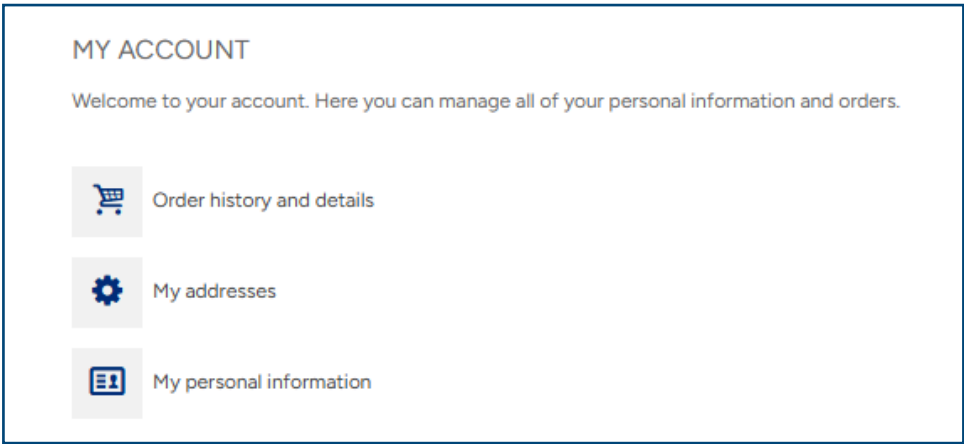 MY ACCOUNT
Welcome to your account. Here you can manage all of your personal information and orders.
Order history and details
My addresses
My personal information